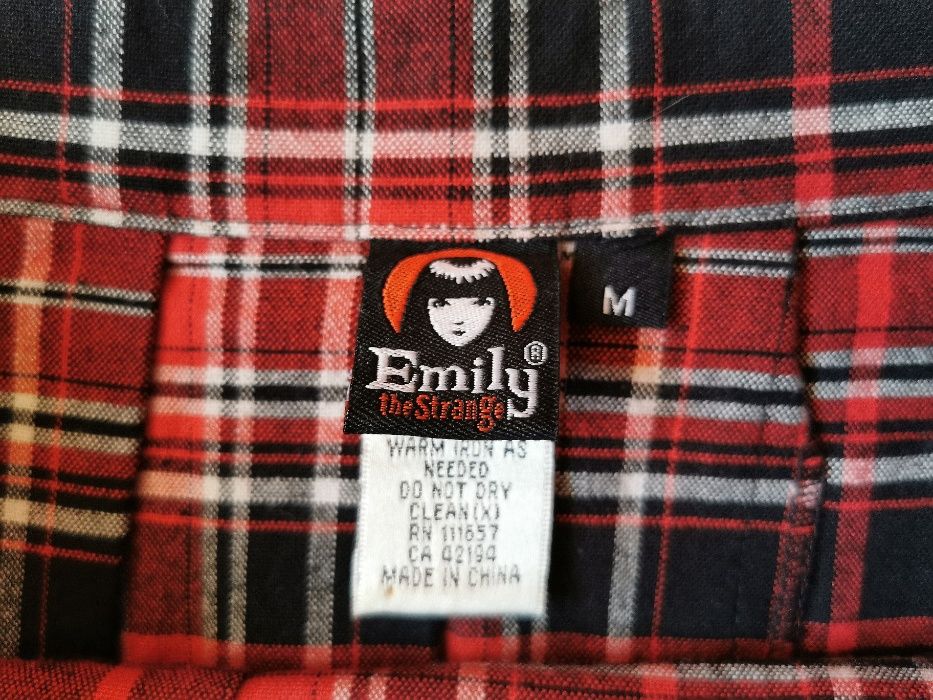 M
Emily®
the Strange
WARM IRON AS
NEEDED
DO NOT DRY
CLEAN(X)
RN 111657
CA 42194
MADE IN CHINA